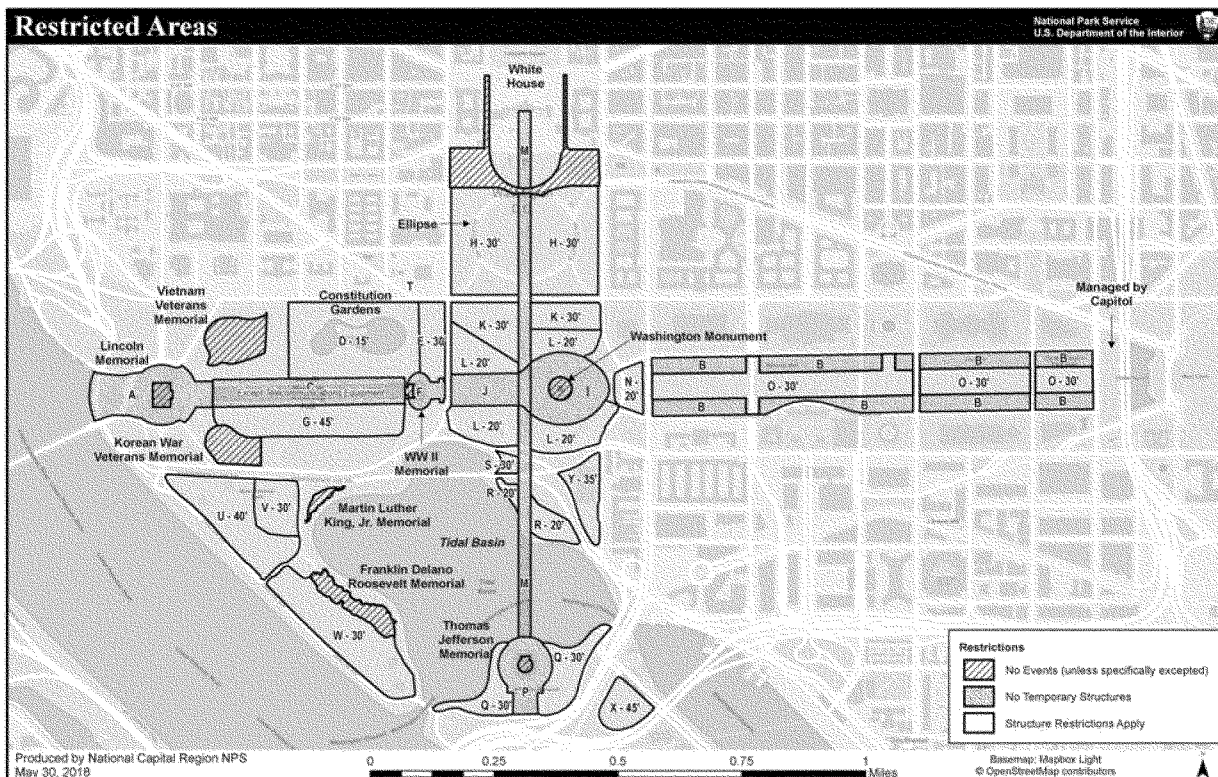 Restricted Areas
National Park Service
U.S. Department of the Interior
White
House
M
Ellipse
H - 30'
H - 30'
T
Vietnam
Veterans
Memorial
Constitution
Gardens
Managed by
Capitol
K - 30'
K - 30'
Washington Monument
D - 15'
E - 30'
L - 20'
L - 20'
Lincoln
Memorial
B
B
B
B
A
F
J
I
N -
20'
O - 30'
O - 30'
O - 30'
B
B
B
B
G - 45'
L - 20'
L - 20'
Korean War
Veterans Memorial
WW II
Memorial
S - 30'
Y - 35'
R - 20'
R - 20'
U - 40'
V - 30'
Martin Luther
King, Jr. Memorial
Tidal Basin
Franklin Delano
Roosevelt Memorial
M
W - 30'
Thomas
Jefferson
Memorial
Q - 30'
P
Q - 30'
X - 45'
Restrictions
No Events (unless specifically excepted)
No Temporary Structures
Structure Restrictions Apply
Produced by National Capital Region NPS
May 30, 2018
0 0.25 0.5 0.75 1
Miles
Basemap: Mapbox Light
© OpenStreetMap contributors